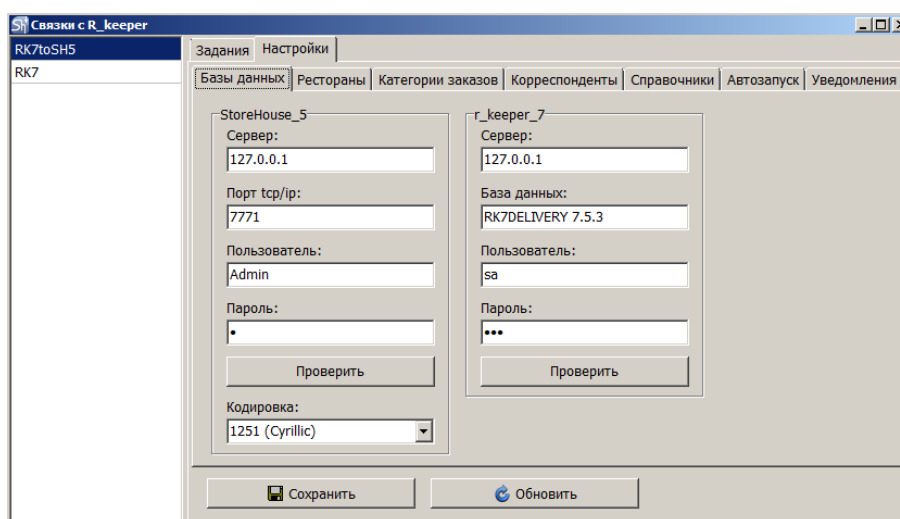 Sh Связки с R_keeper
RK7toSH5
RK7
Задания Настройки
Базы данных Рестораны Категории заказов Корреспонденты Справочники Автозапуск Уведомления
StoreHouse_5
Сервер:
127.0.0.1
Порт tcp/ip:
7771
Пользователь:
Admin
Пароль:
•
Проверить
Кодировка:
1251 (Cyrillic)
r_keeper_7
Сервер:
127.0.0.1
База данных:
RK7DELIVERY 7.5.3
Пользователь:
sa
Пароль:
•••
Проверить
Сохранить Обновить